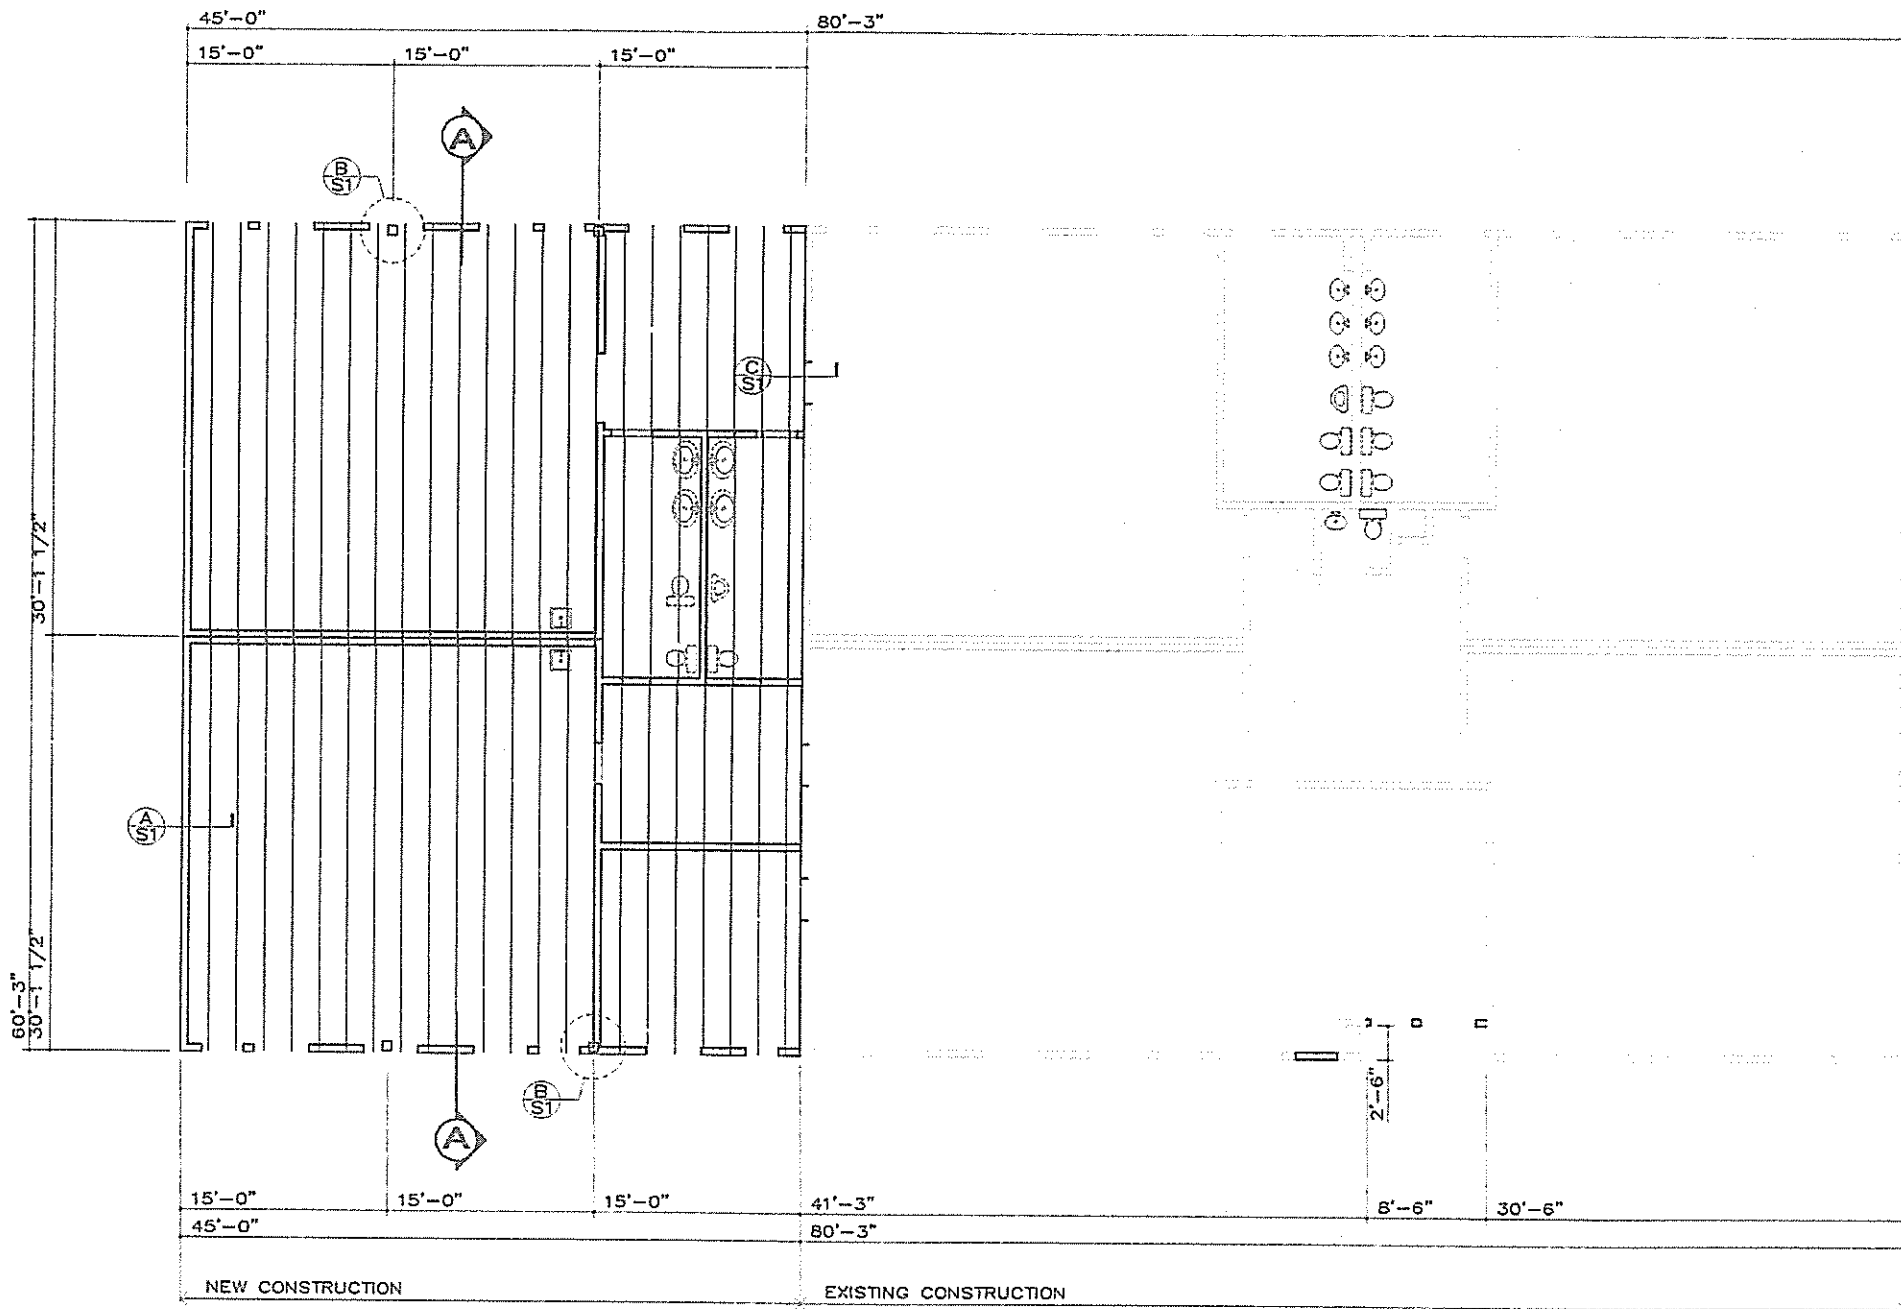 45'-0" 80'-3"
15'-0" 15'-0" 15'-0"
A
B
S1
C
S1
30'-1 1/2"
A
S1
60'-3"
30'-1 1/2"
B
S1
A
2'-6"
15'-0" 15'-0" 15'-0" 41'-3" 8'-6" 30'-6"
45'-0" 80'-3"
NEW CONSTRUCTION EXISTING CONSTRUCTION